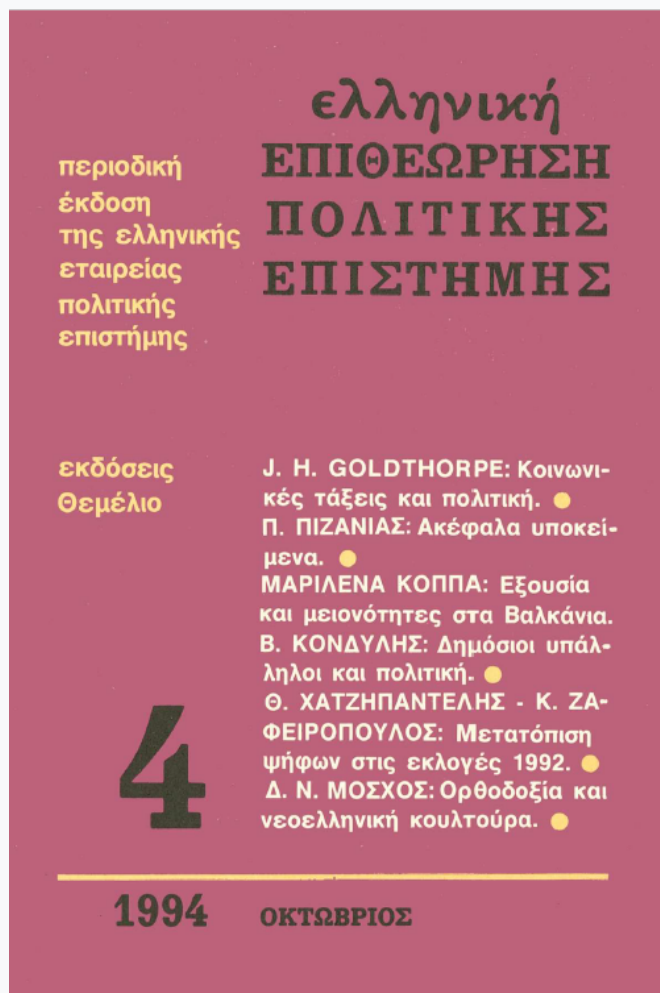 ελληνική
ΕΠΙΘΕΩΡΗΣΗ
ΠΟΛΙΤΙΚΗΣ
ΕΠΙΣΤΗΜΗΣ
περιοδική
έκδοση
της ελληνικής
εταιρείας
πολιτικής
επιστήμης
εκδόσεις
Θεμέλιο
J. H. GOLDTHORPE: Κοινωνι-
κές τάξεις και πολιτική.
Π. ΠΙΖΑΝΙΑΣ: Ακέφαλα υποκεί-
μενα.
ΜΑΡΙΛΕΝΑ ΚΟΠΠΑ: Εξουσία
και μειονότητες στα Βαλκάνια.
Β. ΚΟΝΔΥΛΗΣ: Δημόσιοι υπάλ-
ληλοι και πολιτική.
Θ. ΧΑΤΖΗΠΑΝΤΕΛΗΣ - Κ. ΖΑ-
ΦΕΙΡΟΠΟΥΛΟΣ: Μετατόπιση
ψήφων στις εκλογές 1992.
Δ. Ν. ΜΟΣΧΟΣ: Ορθοδοξία και
νεοελληνική κουλτούρα.
4
1994 ΟΚΤΩΒΡΙΟΣ